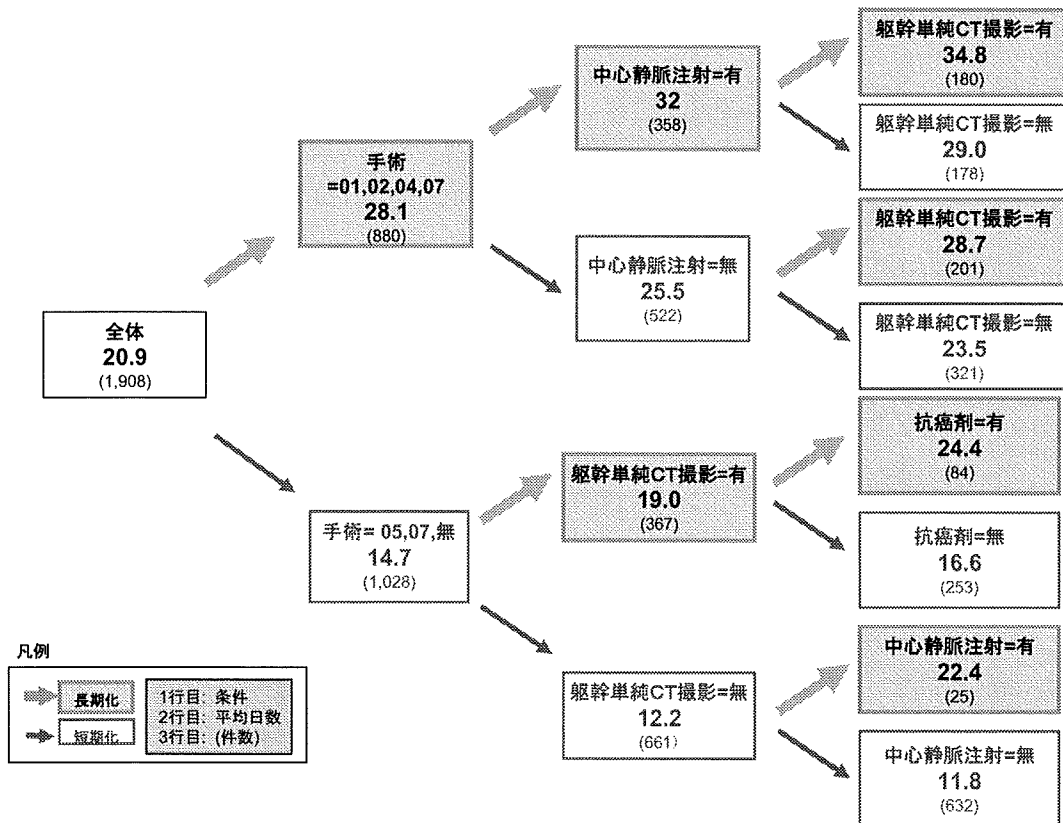 全体
20.9
(1,908)
手術
=01,02,04,07
28.1
(880)
手術= 05,07,無
14.7
(1,028)
中心静脈注射=有
32
(358)
中心静脈注射=無
25.5
(522)
躯幹単純CT撮影=有
19.0
(367)
躯幹単純CT撮影=無
12.2
(661)
躯幹単純CT撮影=有
34.8
(180)
躯幹単純CT撮影=無
29.0
(178)
躯幹単純CT撮影=有
28.7
(201)
躯幹単純CT撮影=無
23.5
(321)
抗癌剤=有
24.4
(84)
抗癌剤=無
16.6
(253)
中心静脈注射=有
22.4
(25)
中心静脈注射=無
11.8
(632)
凡例
長期化
短期化
1行目: 条件
2行目: 平均日数
3行目: (件数)